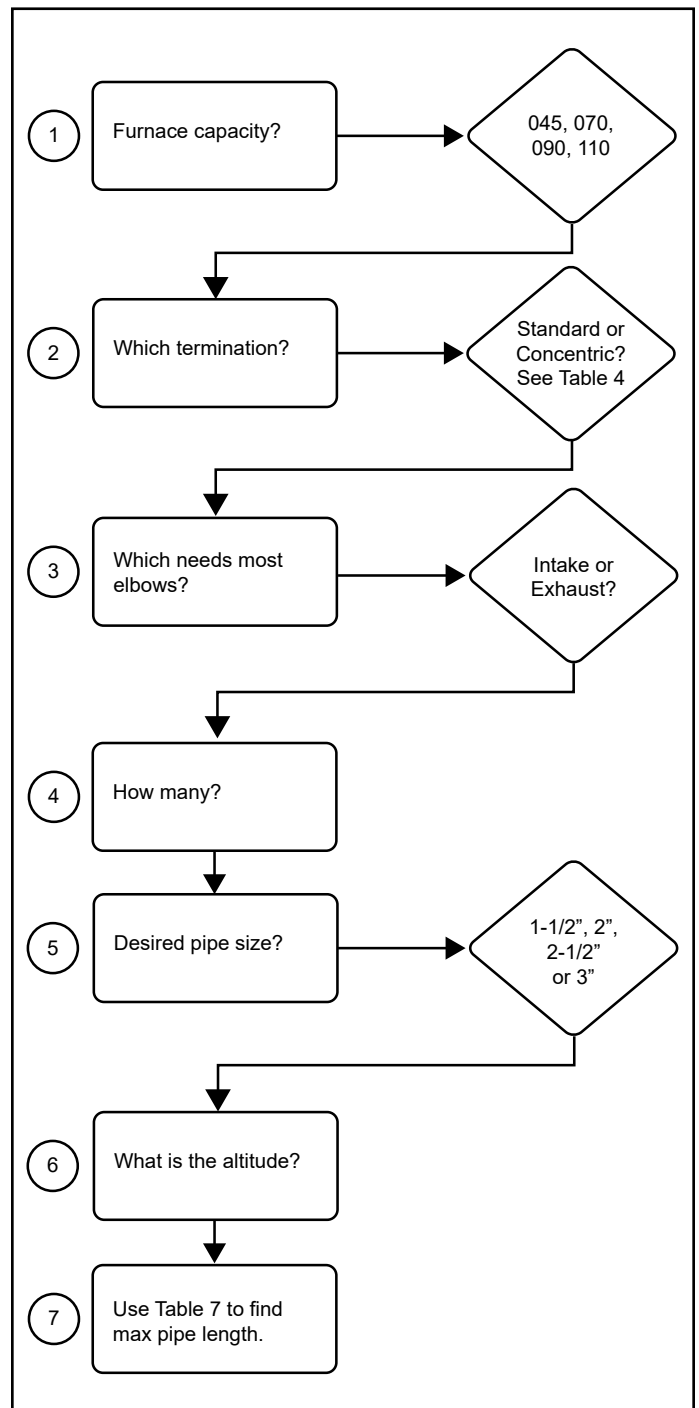 1
Furnace capacity?
045, 070,
090, 110
2
Which termination?
Standard or
Concentric?
See Table 4
3
Which needs most
elbows?
Intake or
Exhaust?
4
How many?
5
Desired pipe size?
1-1/2”, 2”,
2-1/2”
or 3”
6
What is the altitude?
7
Use Table 7 to find
max pipe length.